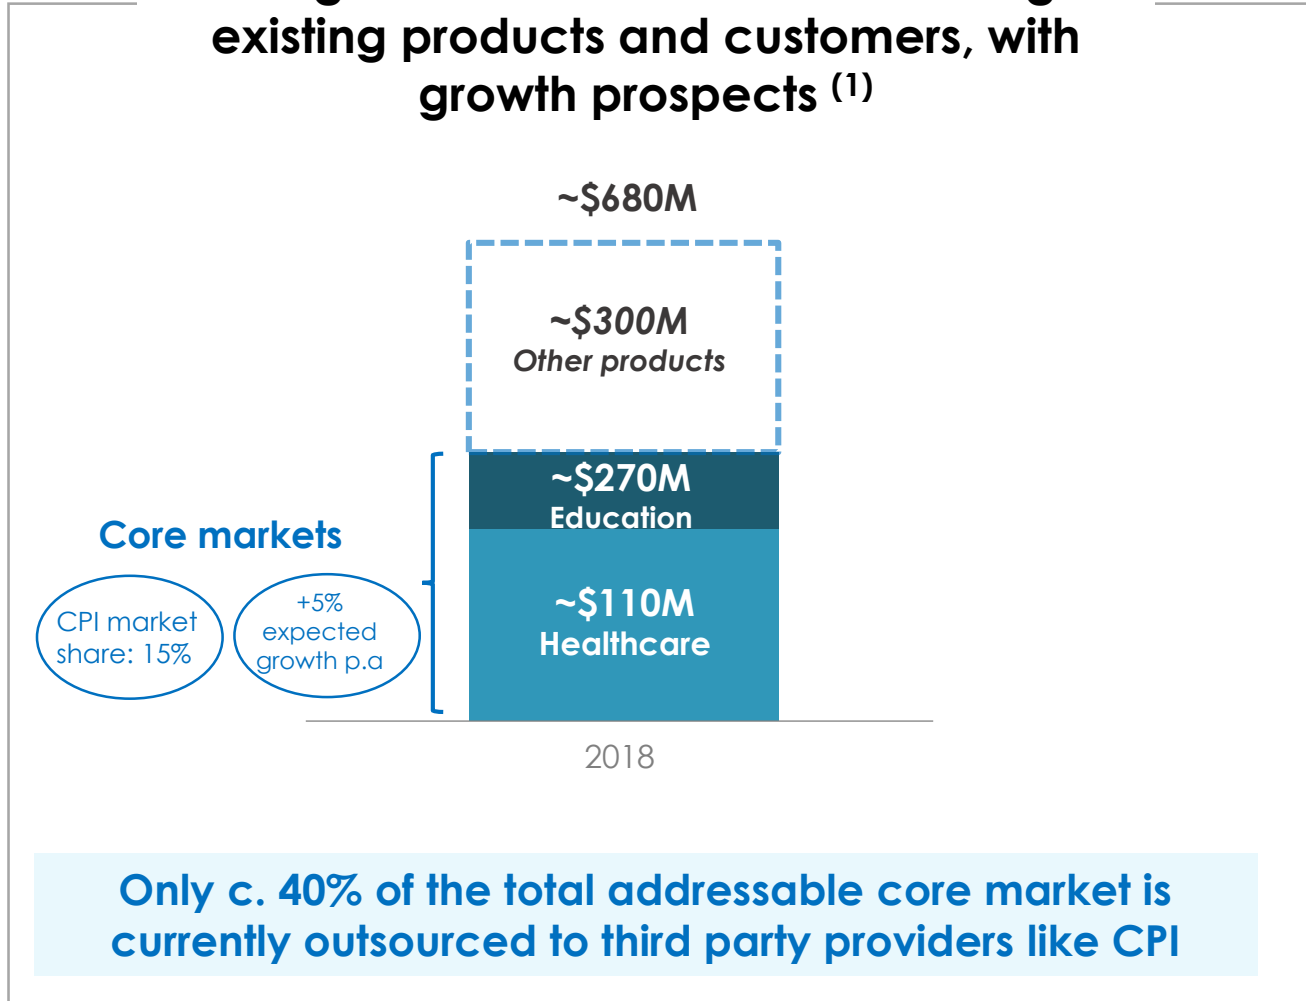 existing products and customers, with
growth prospects (1)
~$680M
~$300M
Other products
~$270M
Education
Core markets
CPI market
share: 15%
+5%
expected
growth p.a
~$110M
Healthcare
2018
Only c. 40% of the total addressable core market is
currently outsourced to third party providers like CPI